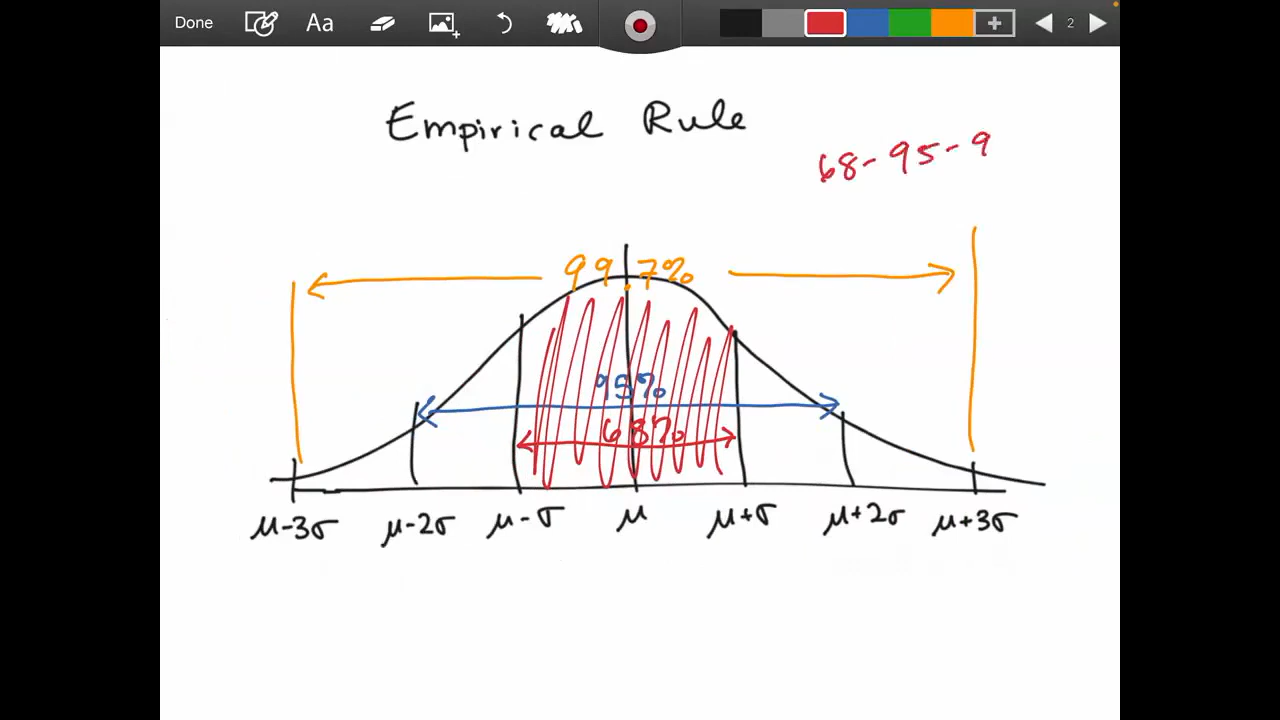 Done Aa 2
Empirical Rule
68-95-9
99.7%
95%
68%
μ-3σ μ-2σ μ-σ μ μ+σ μ+2σ μ+3σ